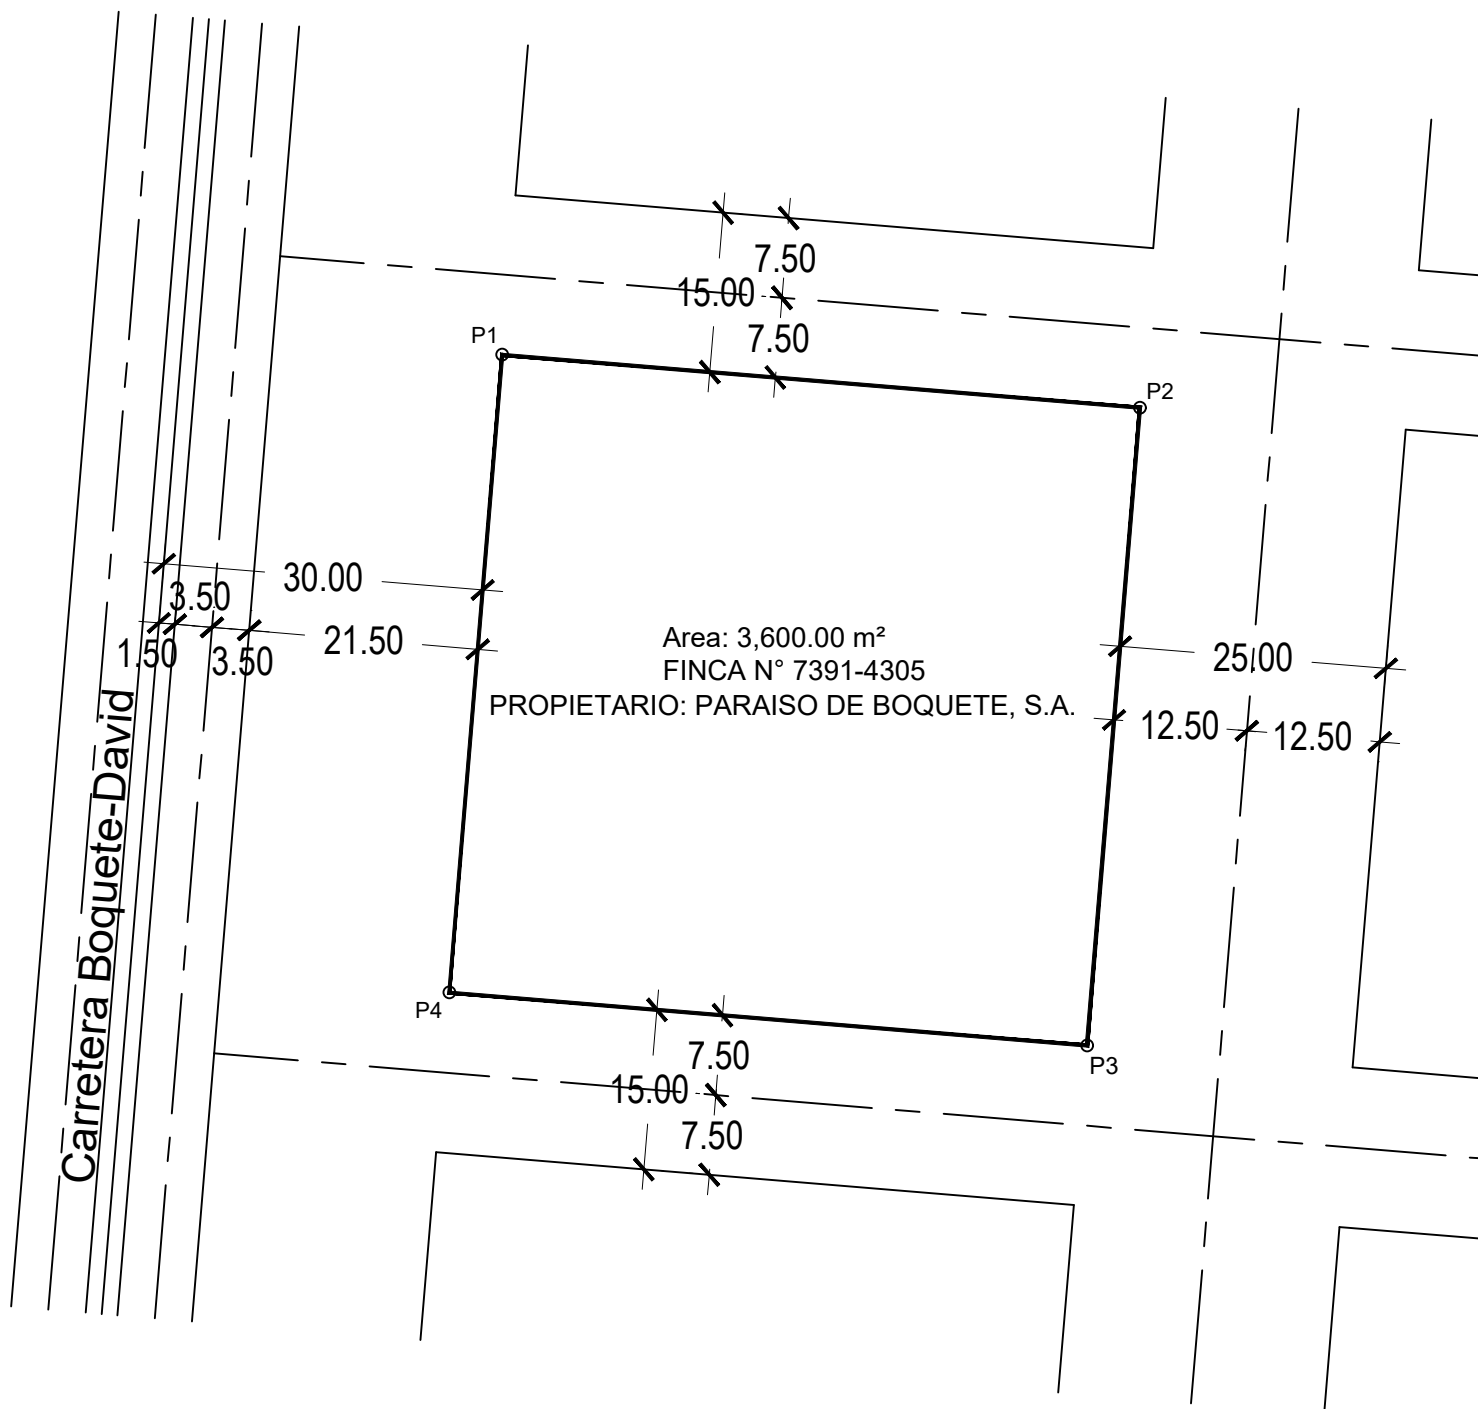 7.50
15.00
7.50
P1
P2
30.00
3.50
21.50
1.50
3.50
Area: 3,600.00 m²
FINCA N° 7391-4305
PROPIETARIO: PARAISO DE BOQUETE, S.A.
25.00
12.50
12.50
Carretera Boquete-David
P4
P3
7.50
15.00
7.50